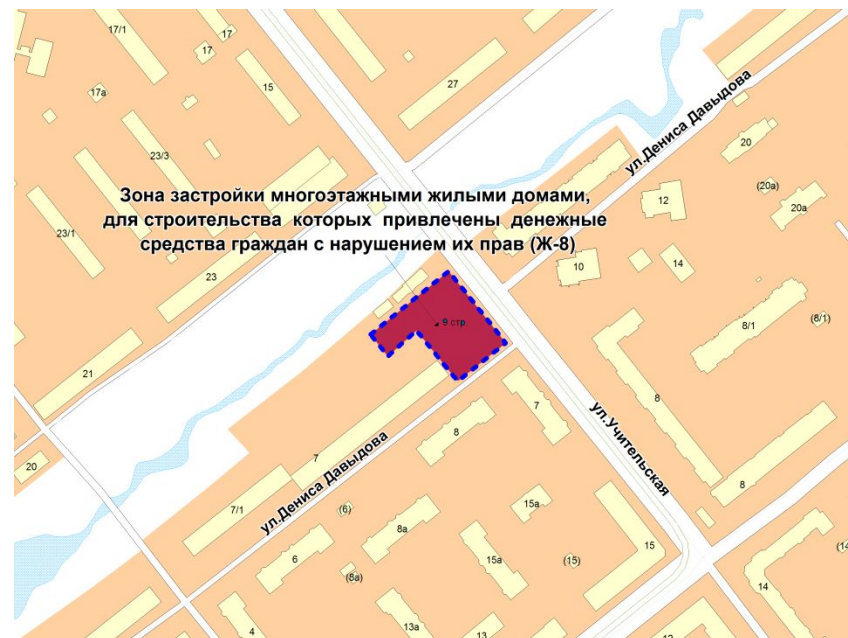 17/1
17
17
15
27
17а
23/3
23/1
23
21
20
ул.Дениса Давыдова
20
(20а)
20а
12
10
14
8/1
(8/1)
Зона застройки многоэтажными жилыми домами,
для строительства которых привлечены денежные
средства граждан с нарушением их прав (Ж-8)
9 стр.
ул.Учительская
8
8
7
8
7
ул.Дениса Давыдова
7/1
(6)
6
8а
(8а)
15а
15а
(15)
15
14
(14
4
13а
13
12